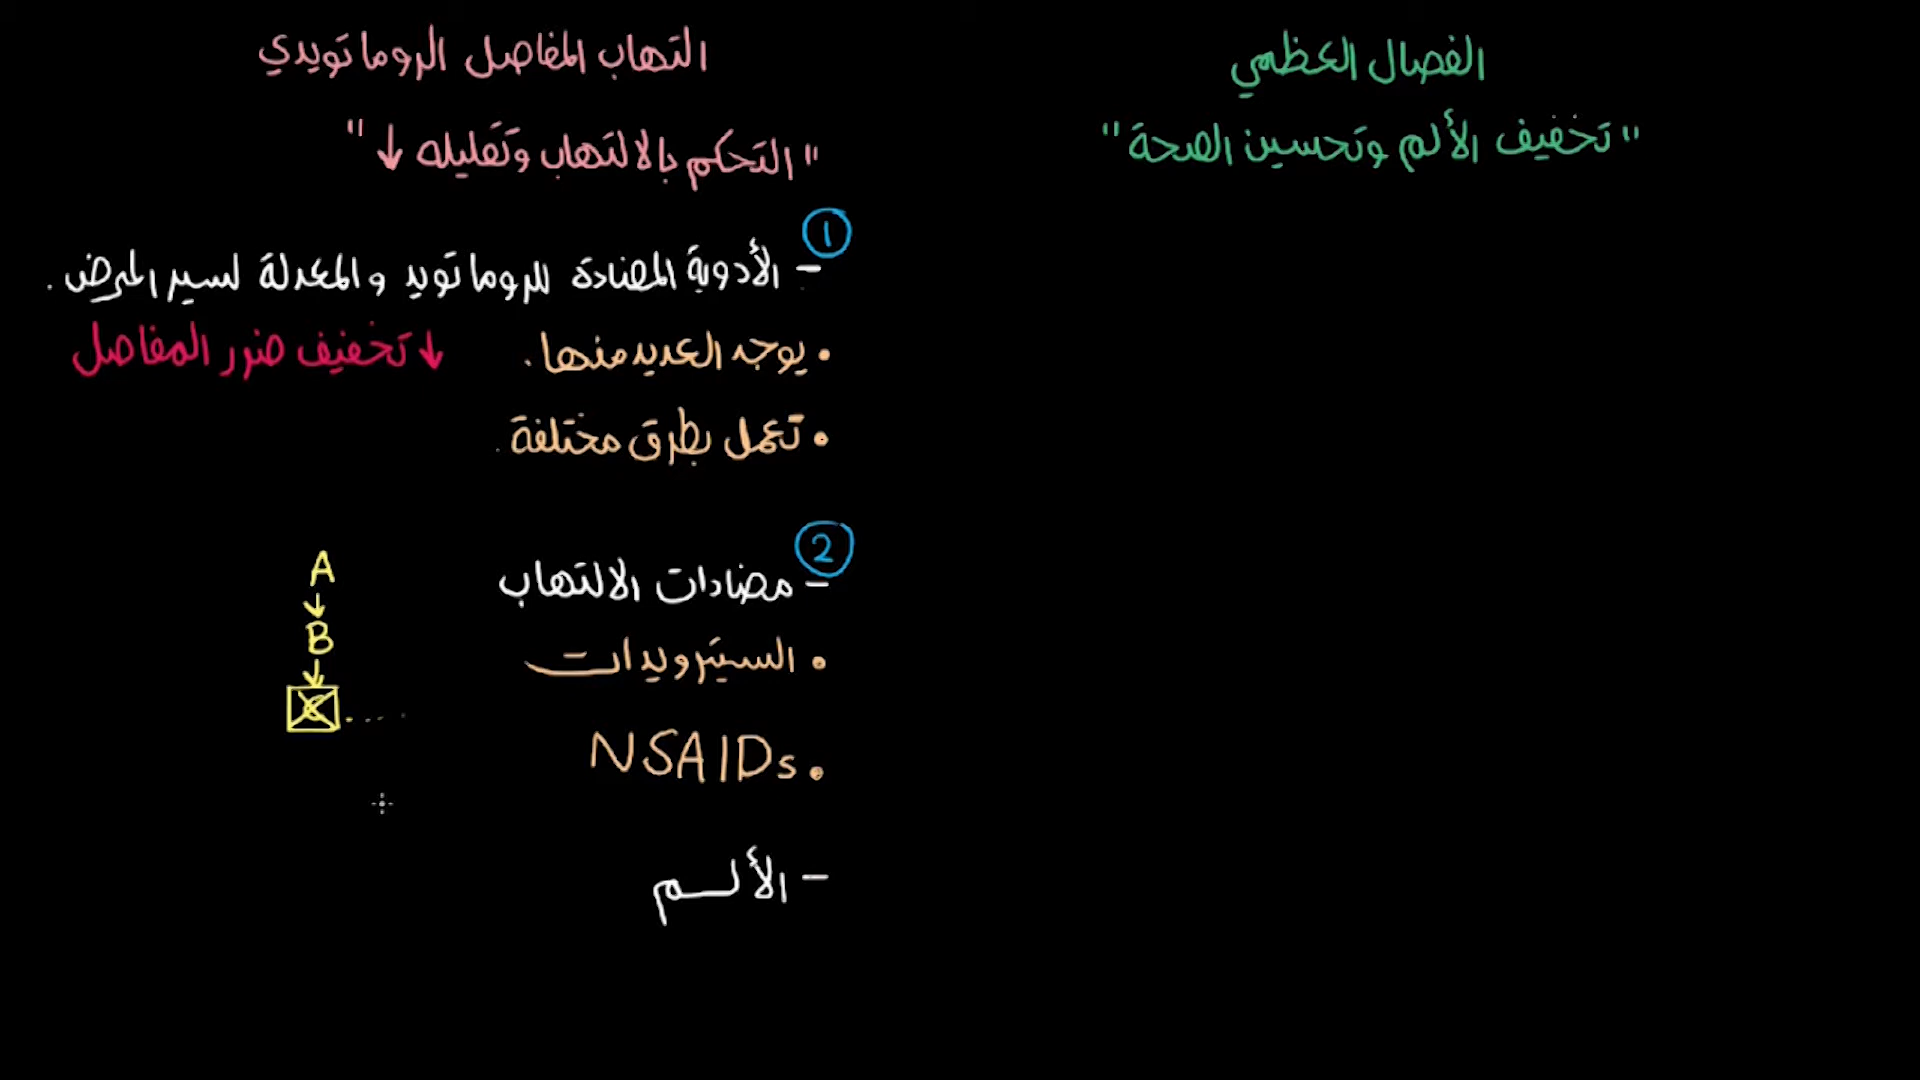 الفصال العظمي
"تخفيف الألم وتحسين الصحة"
التهاب المفاصل الروماتويدي
"التحكم بالالتهاب وتقليله ↓"
①
- الأدوية المضادة للروماتويد والمعدلة لسير المرض.
• يوجد العديد منها.
↓ تخفيف ضرر المفاصل
• تعمل بطرق مختلفة.
②
- مضادات الالتهاب
• السيترويدات
• NSAIDs
- الألم
A
↓
B
↓
C